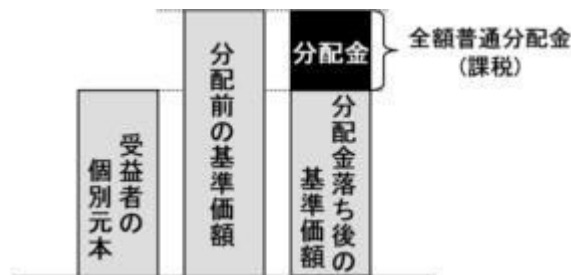 受益者の
個別元本
分配前の基準価額
分配金
分配金落ち後の
基準価額
全額普通分配金
(課税)